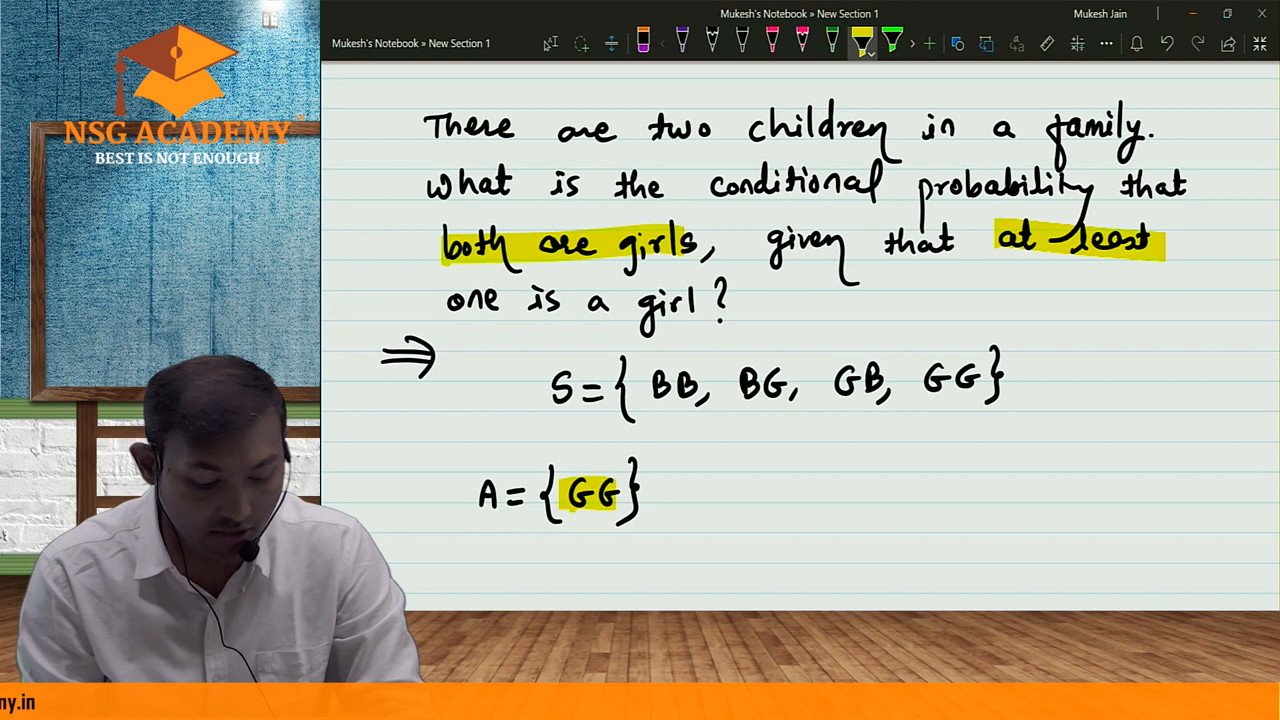 Mukesh's Notebook » New Section 1
Mukesh Jain
Mukesh's Notebook » New Section 1
NSG ACADEMY
BEST IS NOT ENOUGH
There are two children in a family.
What is the conditional probability that
both are girls, given that at least
one is a girl?
⇒ S = { BB, BG, GB, GG}
A = { GG}
ny.in